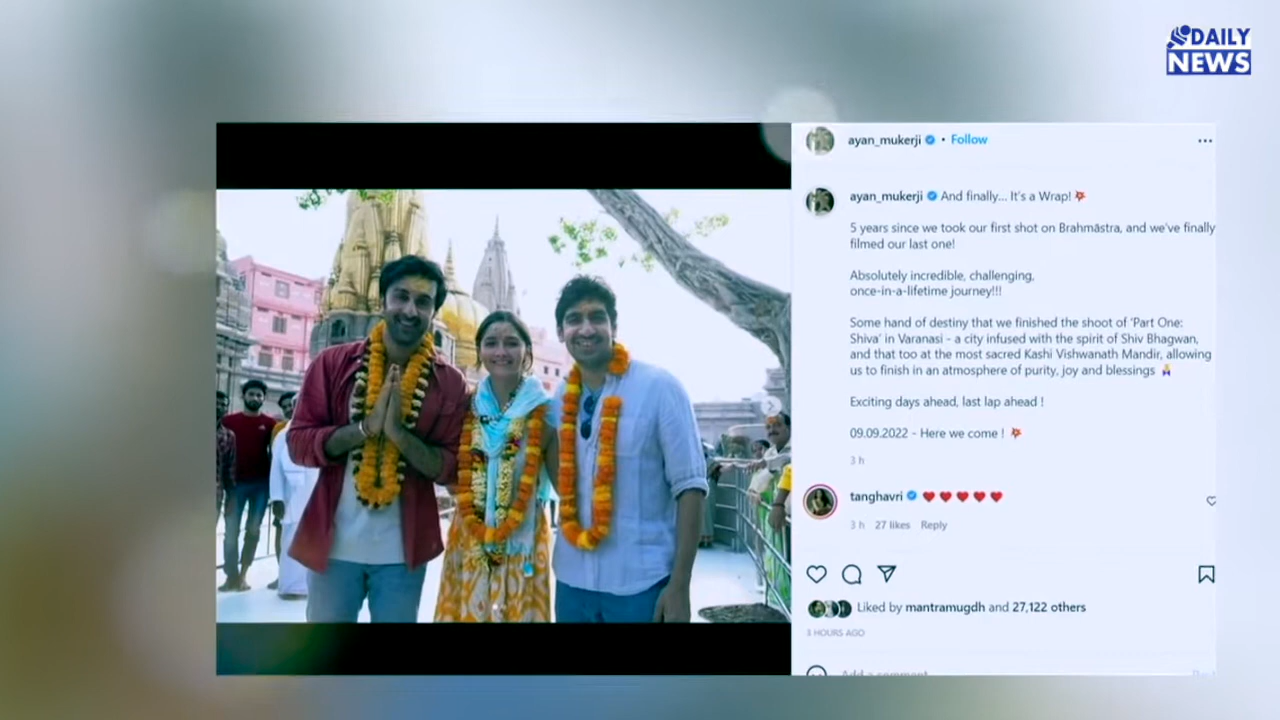 DAILY
NEWS
ayan_mukerji • Follow
ayan_mukerji And finally... It's a Wrap! 💥
5 years since we took our first shot on Brahmāstra, and we've finally
filmed our last one!
Absolutely incredible, challenging,
once-in-a-lifetime journey!!!
Some hand of destiny that we finished the shoot of 'Part One:
Shiva' in Varanasi - a city infused with the spirit of Shiv Bhagwan,
and that too at the most sacred Kashi Vishwanath Mandir, allowing
us to finish in an atmosphere of purity, joy and blessings
Exciting days ahead, last lap ahead !
09.09.2022 - Here we come ! 💥
3 h
tanghavri ❤️❤️❤️❤️❤️
3 h 27 likes Reply
Liked by mantramugdh and 27,122 others
3 HOURS AGO
Add a comment...